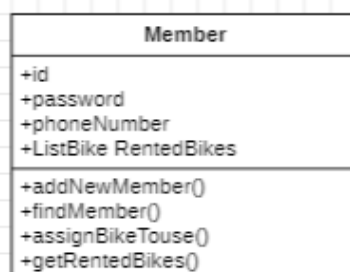 Member
+id
+password
+phoneNumber
+ListBike RentedBikes
+addNewMember()
+findMember()
+assignBikeTouse()
+getRentedBikes()